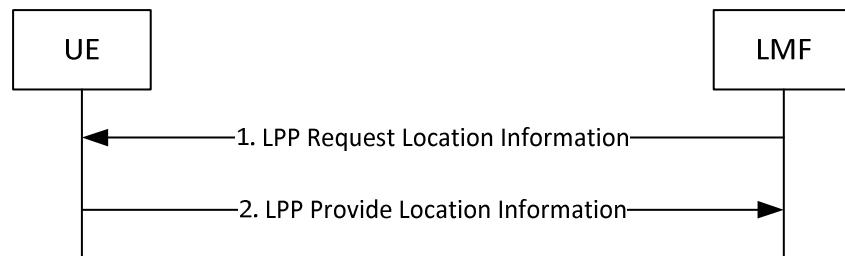 UE
LMF
1. LPP Request Location Information
2. LPP Provide Location Information